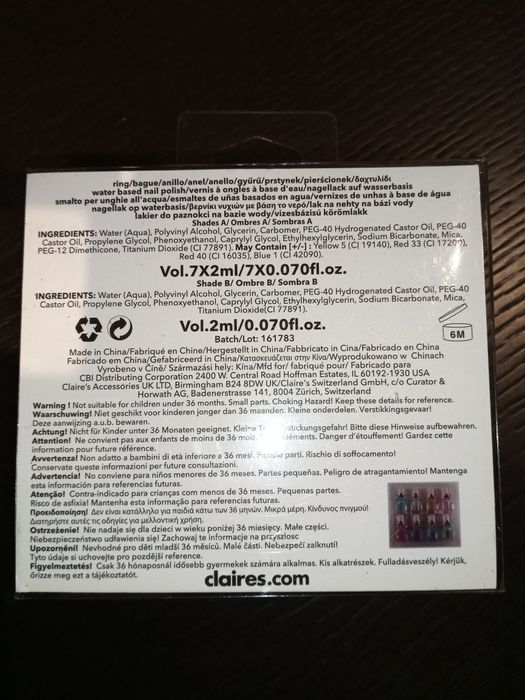 ring/bague/anillo/anel/anello/gyűrű/prstynek/pierścionek/δαχτυλίδι
water based nail polish/vernis à ongles à base d'eau/nagellack auf wasserbasis
smalto per unghie all'acqua/esmaltes de uñas basados en agua/vernizes de unhas à base de água
nagellak op waterbasis/βερνίκι νυχιών με βάση το νερό/lak na nehty na bázi vody
lakier do paznokci na bazie wody/vízesbázisú körömlakk
Shades A/ Ombres A/ Sombras A
INGREDIENTS: Water (Aqua), Polyvinyl Alcohol, Glycerin, Carbomer, PEG-40 Hydrogenated Castor Oil, PEG-40
Castor Oil, Propylene Glycol, Phenoxyethanol, Caprylyl Glycol, Ethylhexylglycerin, Sodium Bicarbonate, Mica,
PEG-12 Dimethicone, Titanium Dioxide (CI 77891). May Contain [+/-] : Yellow 5 (CI 19140), Red 33 (CI 17200),
Red 40 (CI 16035), Blue 1 (CI 42090).
Vol.7X2ml/7X0.070fl.oz.
Shade B/ Ombre B/ Sombra B
INGREDIENTS: Water (Aqua), Polyvinyl Alcohol, Glycerin, Carbomer, PEG-40 Hydrogenated Castor Oil, PEG-40
Castor Oil, Propylene Glycol, Phenoxyethanol, Caprylyl Glycol, Ethylhexylglycerin, Sodium Bicarbonate, Mica,
Titanium Dioxide(CI 77891).
Vol.2ml/0.070fl.oz.
6M
Batch/Lot: 161783
Made in China/Fabriqué en Chine/Hergestellt in China/Fabbricato in Cina/Fabricado en China
Fabricado em China/Gefabriceerd in China/Κατασκευάζεται στην Κίνα/Wyprodukowano w Chinach
Vyrobeno v Číně/ Származási hely: Kína/Mfd for/ fabriqué pour/ Fabricado para
CBI Distributing Corporation 2400 W. Central Road Hoffman Estates, IL 60192-1930 USA
Claire's Accessories UK LTD, Birmingham B24 8DW UK/Claire's Switzerland GmbH, c/o Curator &
Horwath AG, Badenerstrasse 141, 8004 Zürich, Switzerland
Warning ! Not suitable for children under 36 months. Small parts. Choking Hazard! Keep these details for reference.
Waarschuwing! Niet geschikt voor kinderen jonger dan 36 maanden. Kleine onderdelen. Verstikkingsgevaar!
Deze aanwijzing a.u.b. bewaren.
Achtung! Nicht für Kinder unter 36 Monaten geeignet. Kleine Erstickungsgefahr! Bitte diese Hinweise aufbewahren.
Attention! Ne convient pas aux enfants de moins de 36 mois éléments. Danger d'étouffement! Gardez cette
information pour future référence.
Avvertenza! Non adatto a bambini di età inferiore a 36 mesi. Piccole parti. Rischio di soffocamento!
Conservate queste informazioni per future consultazioni.
Advertencia! No conviene para niños menores de 36 meses. Partes pequeñas. Peligro de atragantamiento! Mantenga
esta información para referencias futuras.
Atenção! Contra-indicado para crianças com menos de 36 meses. Pequenas partes.
Risco de asfixia! Mantenha esta informação para referencias futuras.
Προειδοποίηση! Δεν είναι κατάλληλο για παιδιά κάτω των 36 μηνών. Μικρά μέρη. Κίνδυνος πνιγμού!
Διατηρήστε αυτές τις οδηγίες για μελλοντική χρήση.
Ostrzeżenie! Nie nadaje się dla dzieci w wieku poniżej 36 miesięcy. Małe części.
Niebezpieczeństwo udławienia się! Zachowaj te informacje na przyszłosc
Upozornění! Nevhodné pro děti mladší 36 měsíců. Malé části. Nebezpečí zalknutí!
Tyto údaje si uchovejte pro pozdější reference.
Figyelmeztetés! Csak 36 hónaposnál idősebb gyermekek számára alkalmas. Kis alkatrészek. Fulladásveszély! Kérjük,
őrizze meg ezt a tájékoztatót.
claires.com